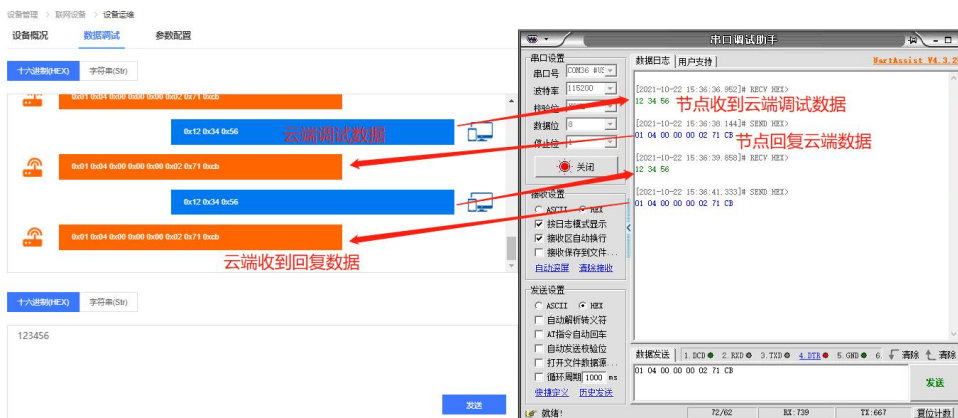 设备管理 > 联网设备 > 设备运维
设备概况 数据调试 参数配置
十六进制(HEX) 字符串(Str)
0x01 0x04 0x00 0x00 0x00 0x02 0x71 0xcb
0x12 0x34 0x56
云端调试数据
0x01 0x04 0x00 0x00 0x00 0x02 0x71 0xcb
0x12 0x34 0x56
0x01 0x04 0x00 0x00 0x00 0x02 0x71 0xcb
云端收到回复数据
十六进制(HEX) 字符串(Str)
123456
发送
串口调试助手
串口设置
串口号 COM36 #US
波特率 115200
校验位
数据位 8
停止位 1
关闭
接收设置
ASCII HEX
按日志模式显示
接收区自动换行
接收保存到文件...
自动滚屏 清除接收
发送设置
ASCII HEX
自动解析转义符
AT指令自动回车
自动发送校验位
打开文件数据源...
循环周期 1000 ms
快捷定义 历史发送
数据日志 用户支持 UartAssist V4.3.2
[2021-10-22 15:36:36.952]# RECV HEX>
12 34 56
节点收到云端调试数据
[2021-10-22 15:36:38.144]# SEND HEX>
01 04 00 00 00 02 71 CB
节点回复云端数据
[2021-10-22 15:36:39.858]# RECV HEX>
12 34 56
[2021-10-22 15:36:41.333]# SEND HEX>
01 04 00 00 00 02 71 CB
数据发送 1.DCD 2.RXD 3.TXD 4.DTR 5.GND 6. 清除 清除
01 04 00 00 00 02 71 CB
发送
就绪! 72/62 RX:739 TX:667 复位计数